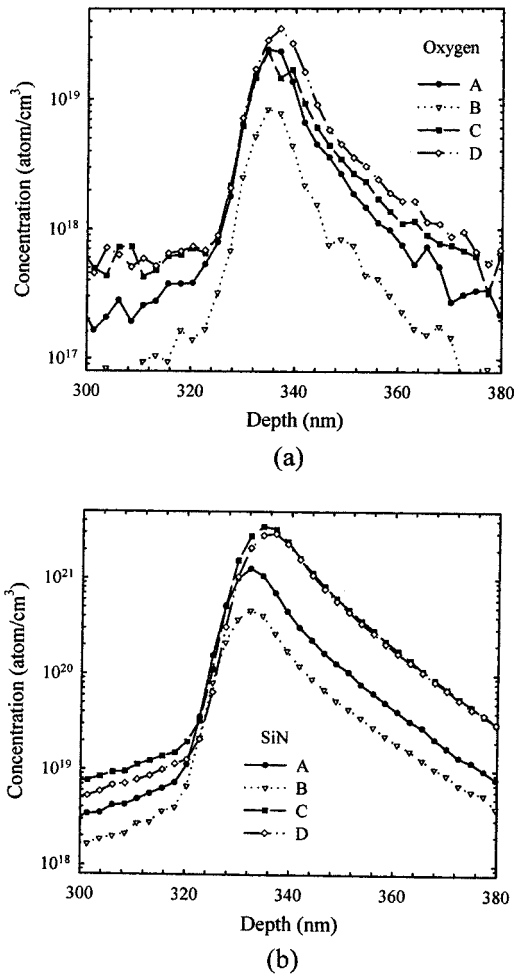 Oxygen
A
B
C
D
10¹⁹
10¹⁸
10¹⁷
Concentration (atom/cm³)
300 320 340 360 380
Depth (nm)
(a)
10²¹
10²⁰
10¹⁹
10¹⁸
Concentration (atom/cm³)
SiN
A
B
C
D
300 320 340 360 380
Depth (nm)
(b)